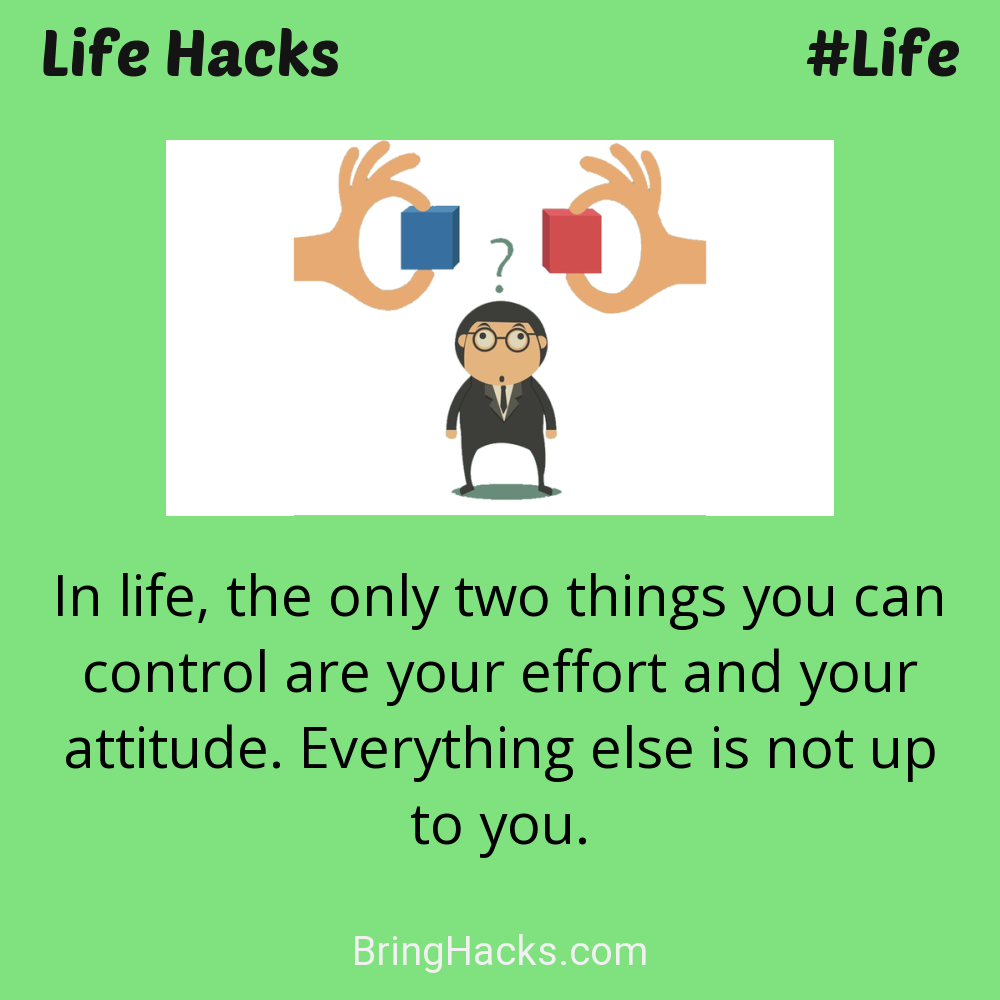 Life Hacks #Life
?
In life, the only two things you can
control are your effort and your
attitude. Everything else is not up
to you.
BringHacks.com